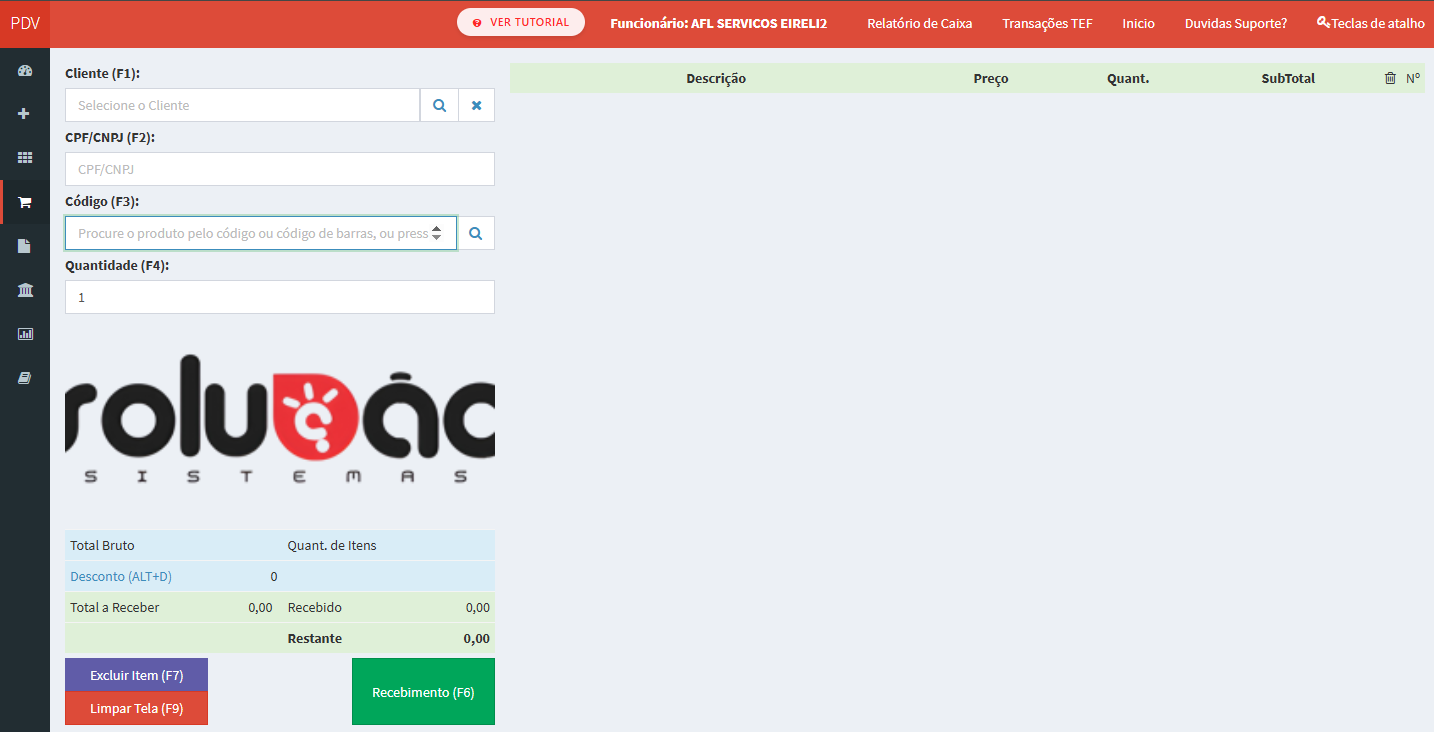 PDV
VER TUTORIAL
Funcionário: AFL SERVICOS EIRELI2
Relatório de Caixa
Transações TEF
Inicio
Duvidas Suporte?
Teclas de atalho
Cliente (F1):
Selecione o Cliente
CPF/CNPJ (F2):
CPF/CNPJ
Código (F3):
Procure o produto pelo código ou código de barras, ou press
Quantidade (F4):
1
solução
SISTEMAS
Total Bruto
Quant. de Itens
Desconto (ALT+D) 0
Total a Receber 0,00 Recebido 0,00
Restante 0,00
Excluir Item (F7)
Limpar Tela (F9)
Recebimento (F6)
Descrição Preço Quant. SubTotal Nº